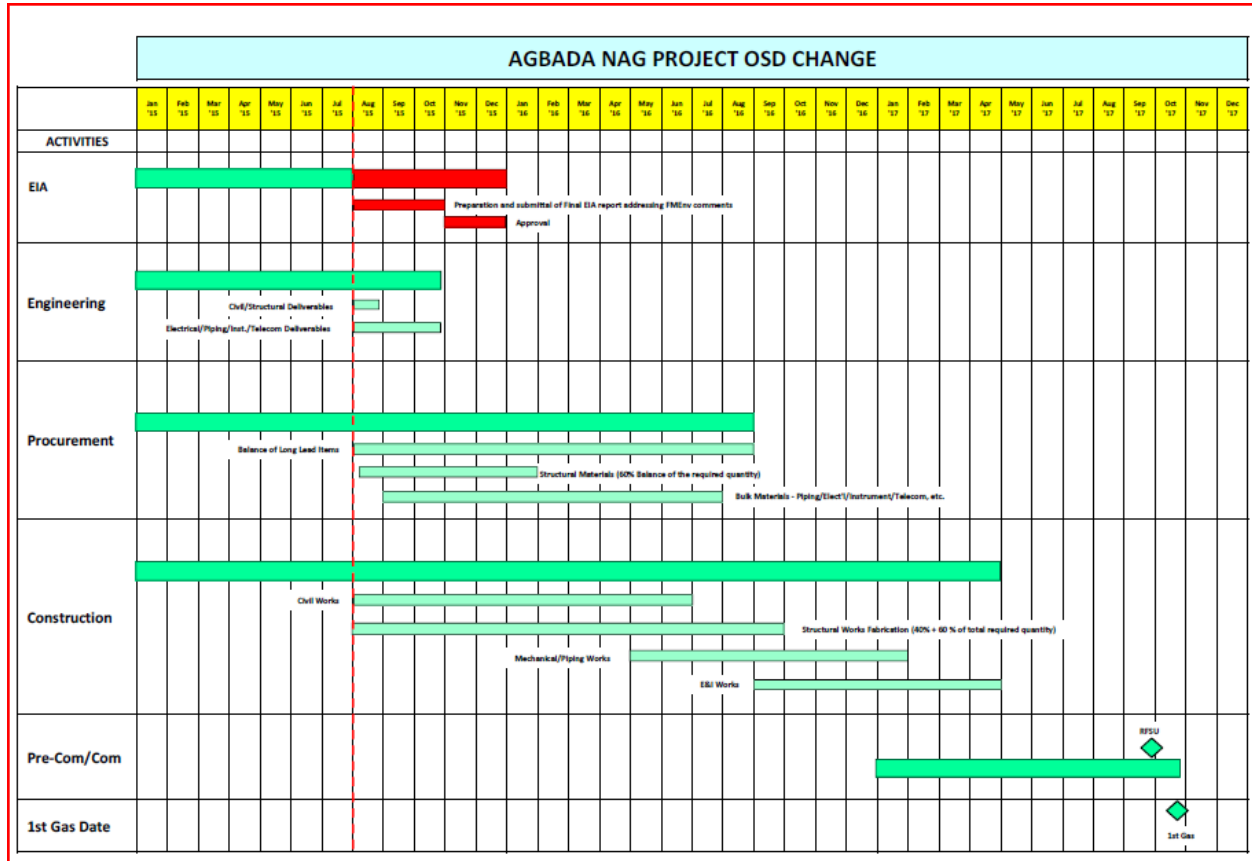 AGBADA NAG PROJECT OSD CHANGE
Jan '15 Feb '15 Mar '15 Apr '15 May '15 Jun '15 Jul '15 Aug '15 Sep '15 Oct '15 Nov '15 Dec '15 Jan '16 Feb '16 Mar '16 Apr '16 May '16 Jun '16 Jul '16 Aug '16 Sep '16 Oct '16 Nov '16 Dec '16 Jan '17 Feb '17 Mar '17 Apr '17 May '17 Jun '17 Jul '17 Aug '17 Sep '17 Oct '17 Nov '17 Dec '17
ACTIVITIES
EIA
Preparation and submittal of Final EIA report addressing FMEnv comments
Approval
Engineering
Civil/Structural Deliverables
Electrical/Piping/Inst./Telecom Deliverables
Procurement
Balance of Long Lead Items
Structural Materials (60% Balance of the required quantity)
Bulk Materials - Piping/Elect'l/Instrument/Telecom, etc.
Construction
Civil Works
Structural Works Fabrication (40% + 60 % of total required quantity)
Mechanical/Piping Works
E&I Works
Pre-Com/Com
RFSU
1st Gas Date
1st Gas